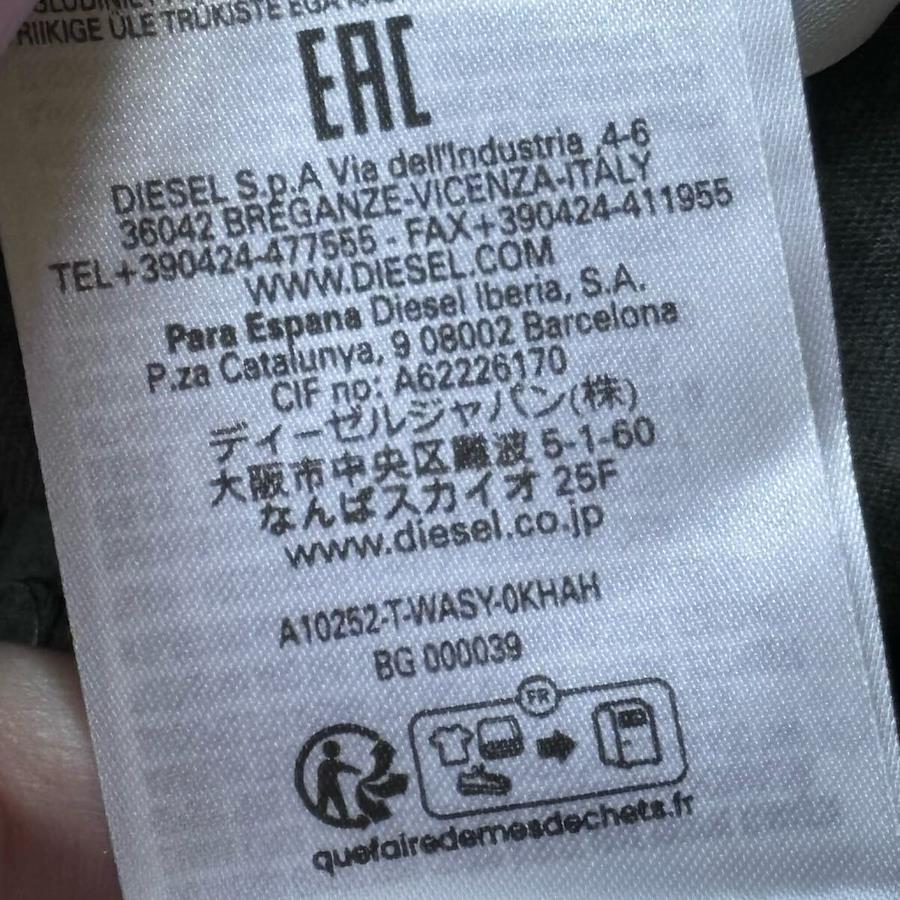 RIIKIGE ÜLE TRÜKISTE
EAC
DIESEL S.p.A Via dell'Industria ,4-6
36042 BREGANZE-VICENZA-ITALY
TEL+390424-477555 - FAX+390424-411955
WWW.DIESEL.COM
Para Espana Diesel Iberia, S.A.
P.za Catalunya, 9 08002 Barcelona
CIF no: A62226170
ディーゼルジャパン(株)
大阪市中央区難波 5-1-60
なんばスカイオ 25F
www.diesel.co.jp
A10252-T-WASY-0KHAH
BG 000039
FR
quefairedemesdechets.fr